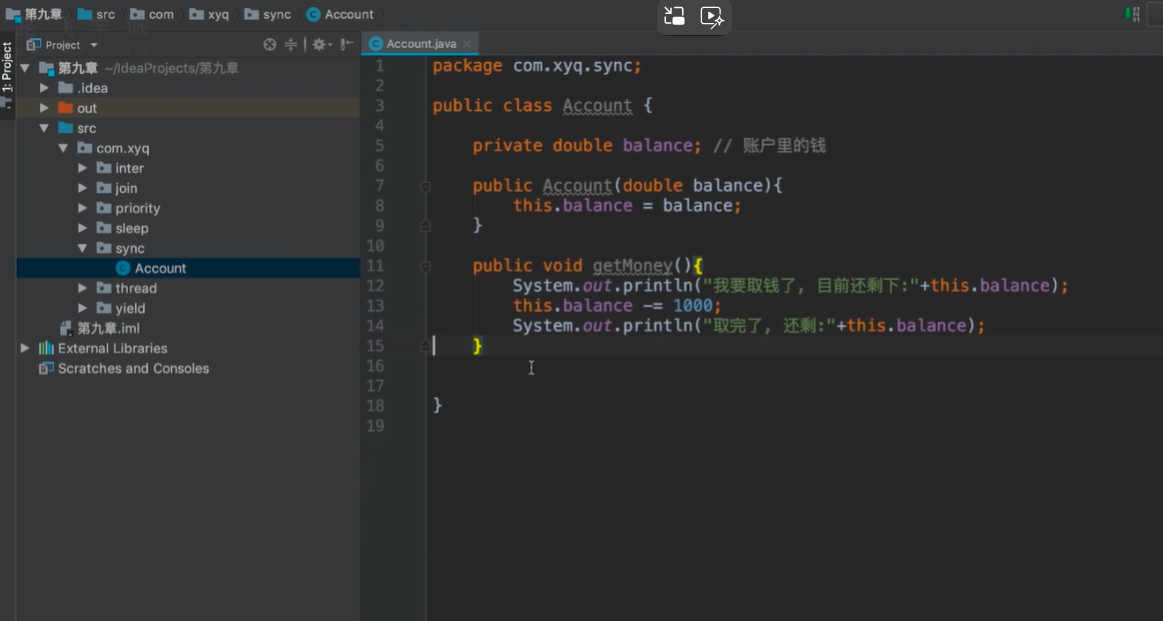 第九章 src com xyq sync Account
1: Project
Project
第九章 ~/IdeaProjects/第九章
.idea
out
src
com.xyq
inter
join
priority
sleep
sync
Account
thread
yield
第九章.iml
External Libraries
Scratches and Consoles
Account.java
1 package com.xyq.sync;
2
3 public class Account {
4
5 private double balance; // 账户里的钱
6
7 public Account(double balance){
8 this.balance = balance;
9 }
10
11 public void getMoney(){
12 System.out.println("我要取钱了, 目前还剩下:"+this.balance);
13 this.balance -= 1000;
14 System.out.println("取完了, 还剩:"+this.balance);
15 }
16
17
18 }
19